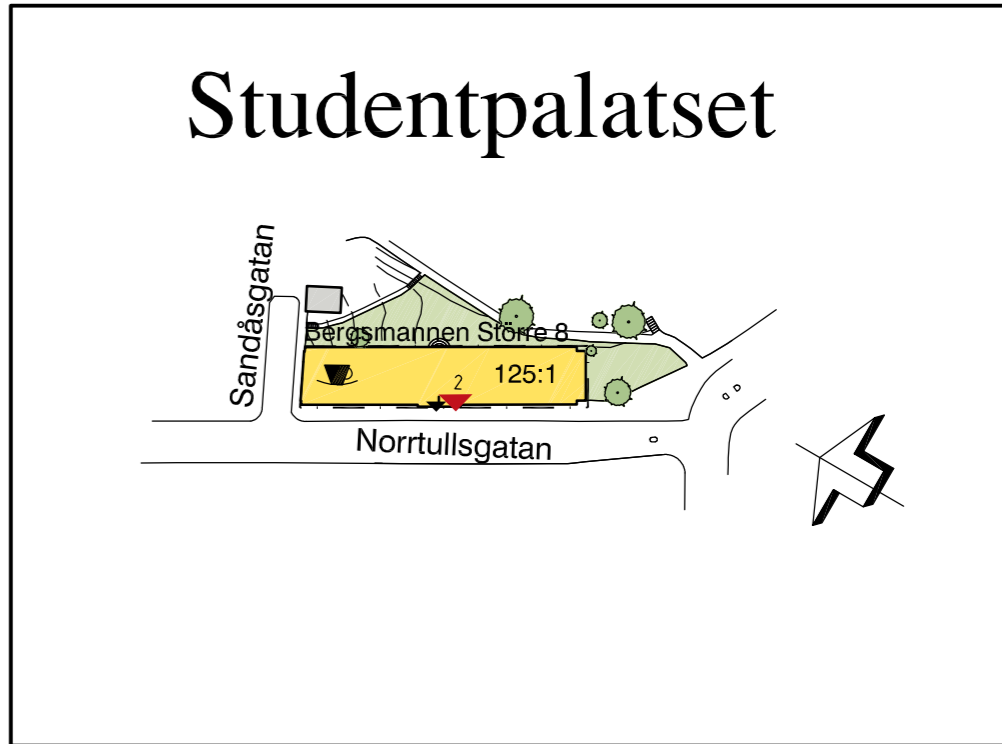 Studentpalatset
Sandåsgatan
Bergsmannen Större 8
2
125:1
Norrtullsgatan